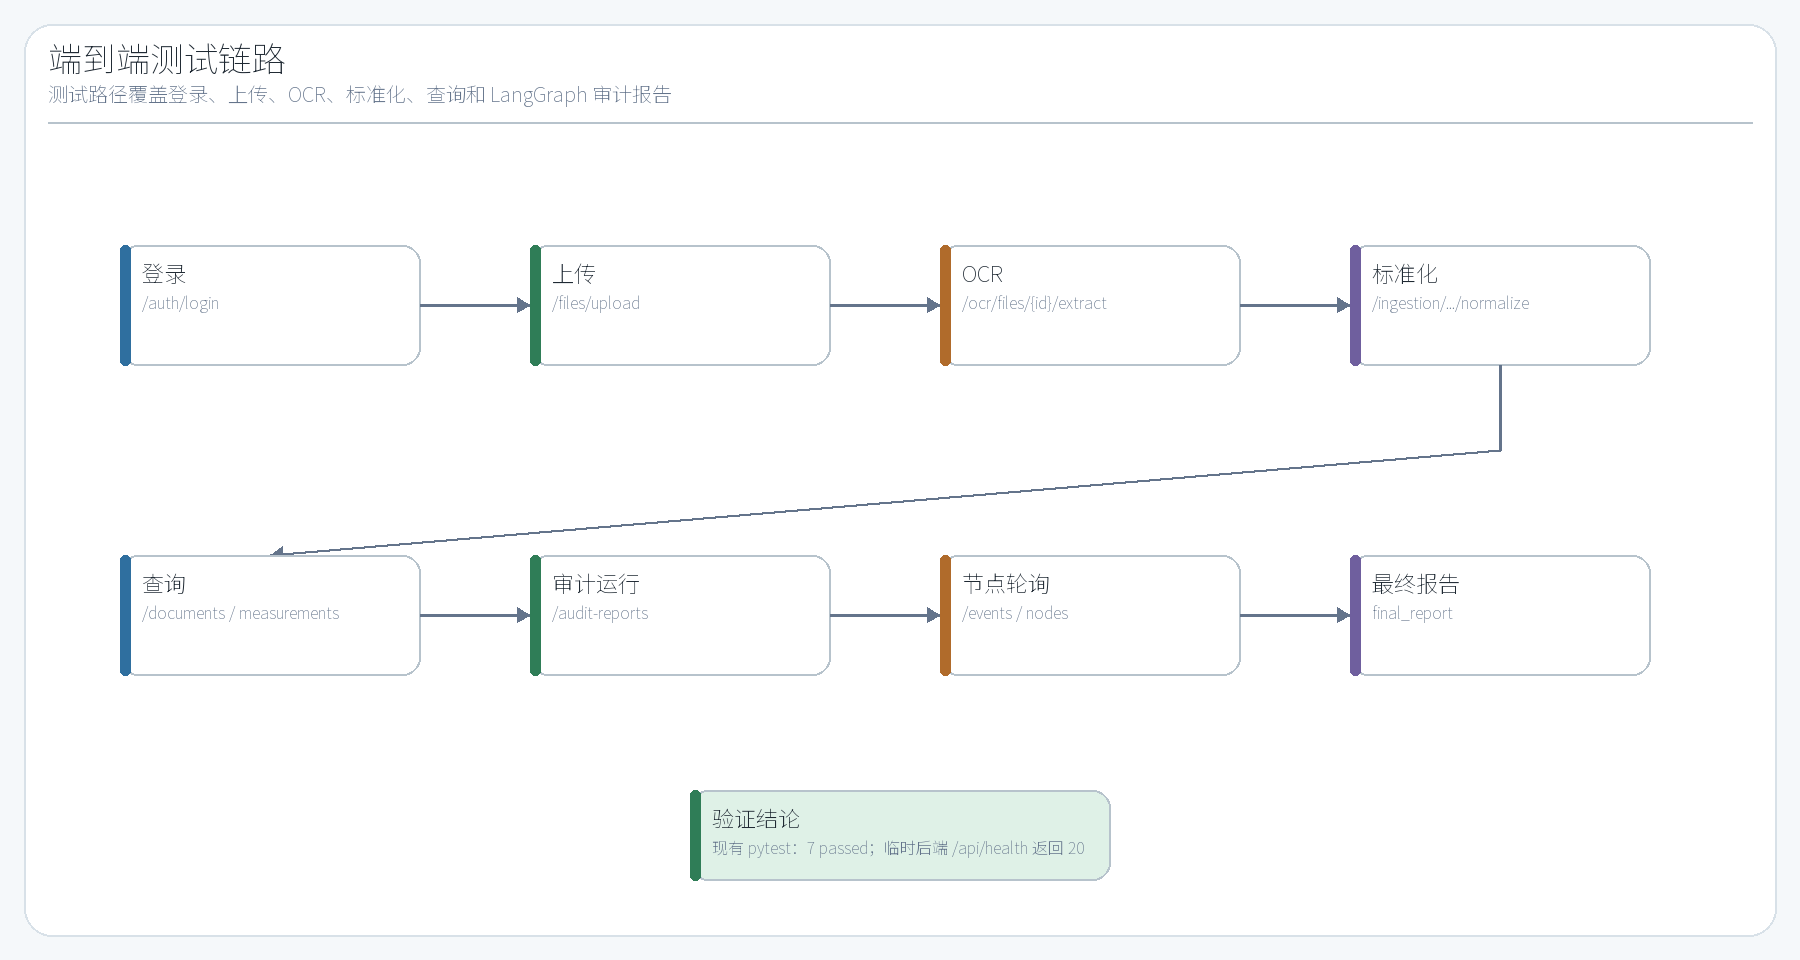 端到端测试链路
测试路径覆盖登录、上传、OCR、标准化、查询和 LangGraph 审计报告
登录
/auth/login
上传
/files/upload
OCR
/ocr/files/{id}/extract
标准化
/ingestion/.../normalize
查询
/documents / measurements
审计运行
/audit-reports
节点轮询
/events / nodes
最终报告
final_report
验证结论
现有 pytest：7 passed；临时后端 /api/health 返回 20